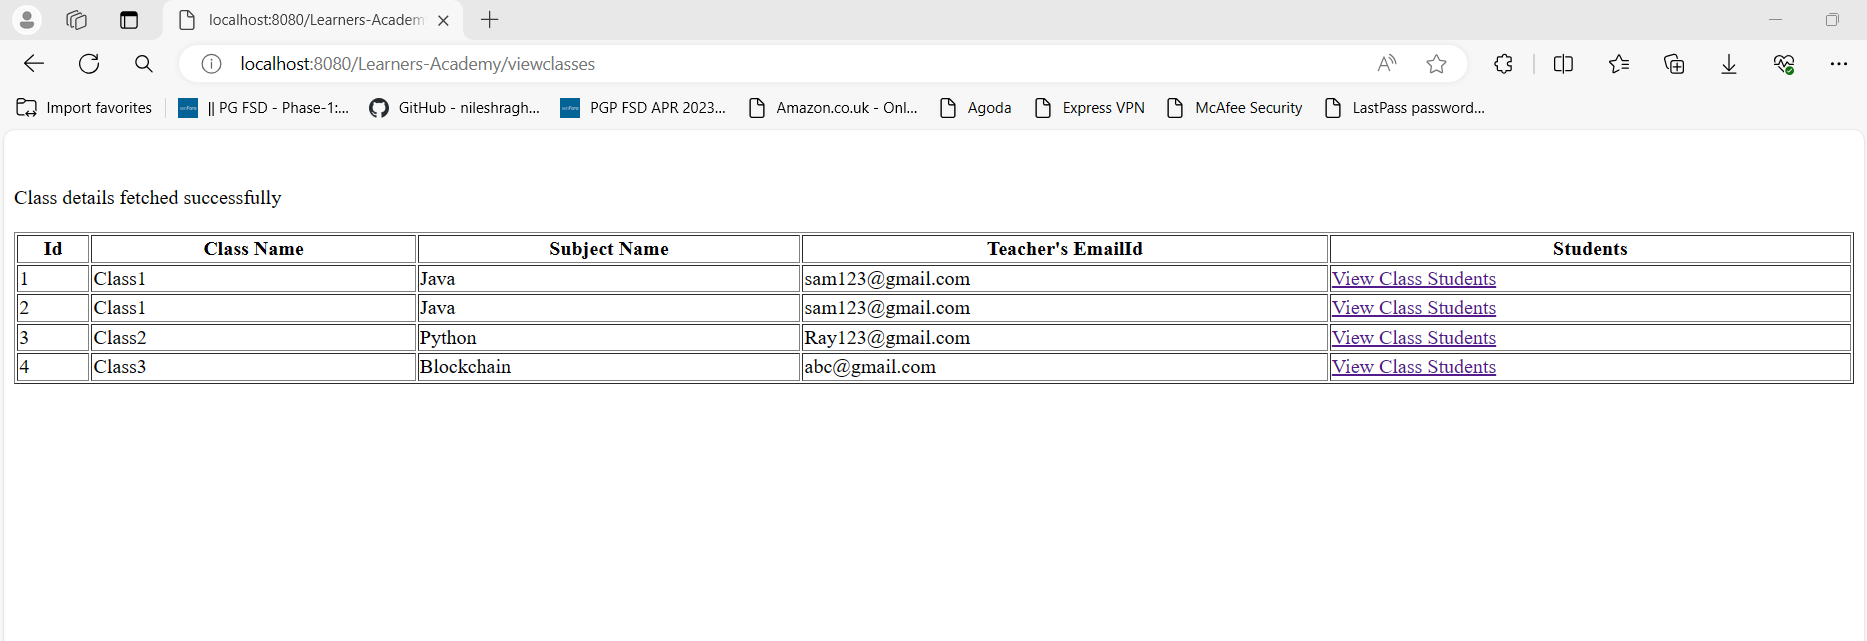 localhost:8080/Learners-Academ
localhost:8080/Learners-Academy/viewclasses
Import favorites || PG FSD - Phase-1:... GitHub - nileshragh... PGP FSD APR 2023... Amazon.co.uk - Onl... Agoda Express VPN McAfee Security LastPass password...
Class details fetched successfully
Id Class Name Subject Name Teacher's EmailId Students
1 Class1 Java sam123@gmail.com View Class Students
2 Class1 Java sam123@gmail.com View Class Students
3 Class2 Python Ray123@gmail.com View Class Students
4 Class3 Blockchain abc@gmail.com View Class Students